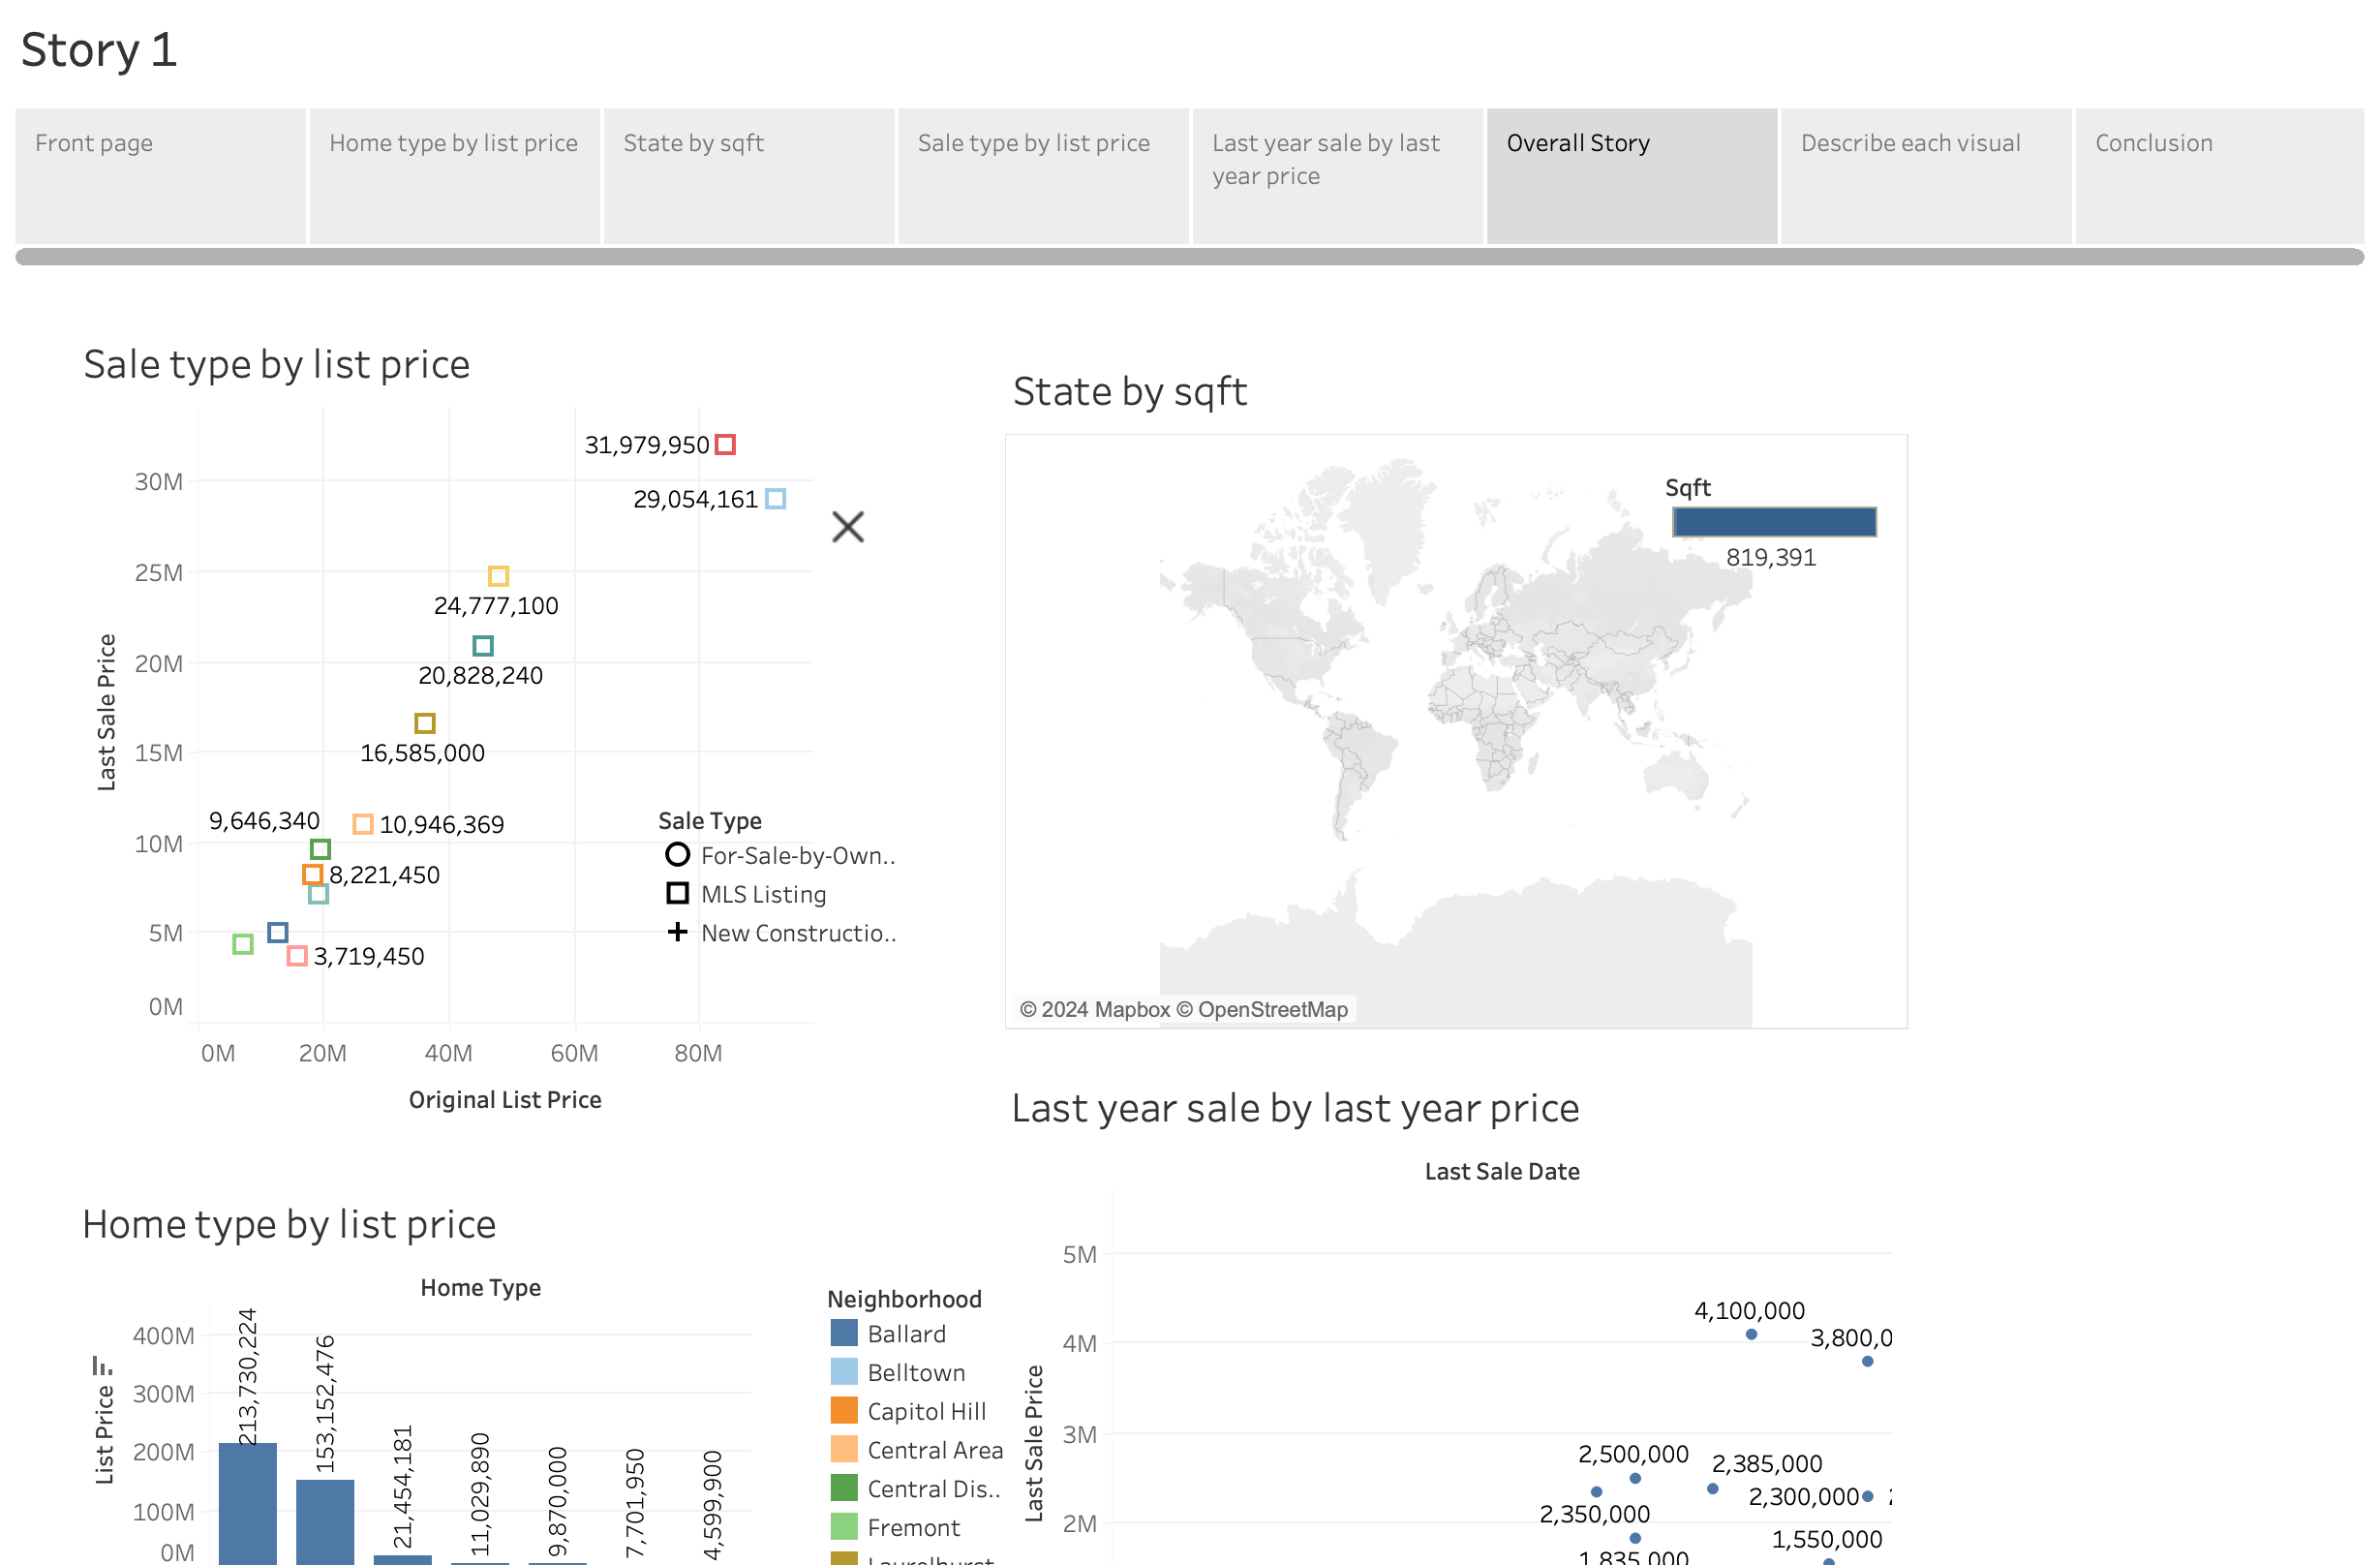 Story 1
Front page
Home type by list price
State by sqft
Sale type by list price
Last year sale by last
year price
Overall Story
Describe each visual
Conclusion
Sale type by list price
Last Sale Price
30M
25M
20M
15M
10M
5M
0M
31,979,950
29,054,161
24,777,100
20,828,240
16,585,000
9,646,340
10,946,369
8,221,450
3,719,450
Sale Type
For-Sale-by-Own..
MLS Listing
New Constructio..
0M
20M
40M
60M
80M
Original List Price
State by sqft
Sqft
819,391
© 2024 Mapbox © OpenStreetMap
Home type by list price
Home Type
List Price
400M
300M
200M
100M
0M
213,730,224
153,152,476
21,454,181
11,029,890
9,870,000
7,701,950
4,599,900
Neighborhood
Ballard
Belltown
Capitol Hill
Central Area
Central Dis..
Fremont
Last year sale by last year price
Last Sale Date
Last Sale Price
5M
4M
3M
2M
4,100,000
3,800,0
2,500,000
2,385,000
2,300,000
2,350,000
1,550,000
1,835,000